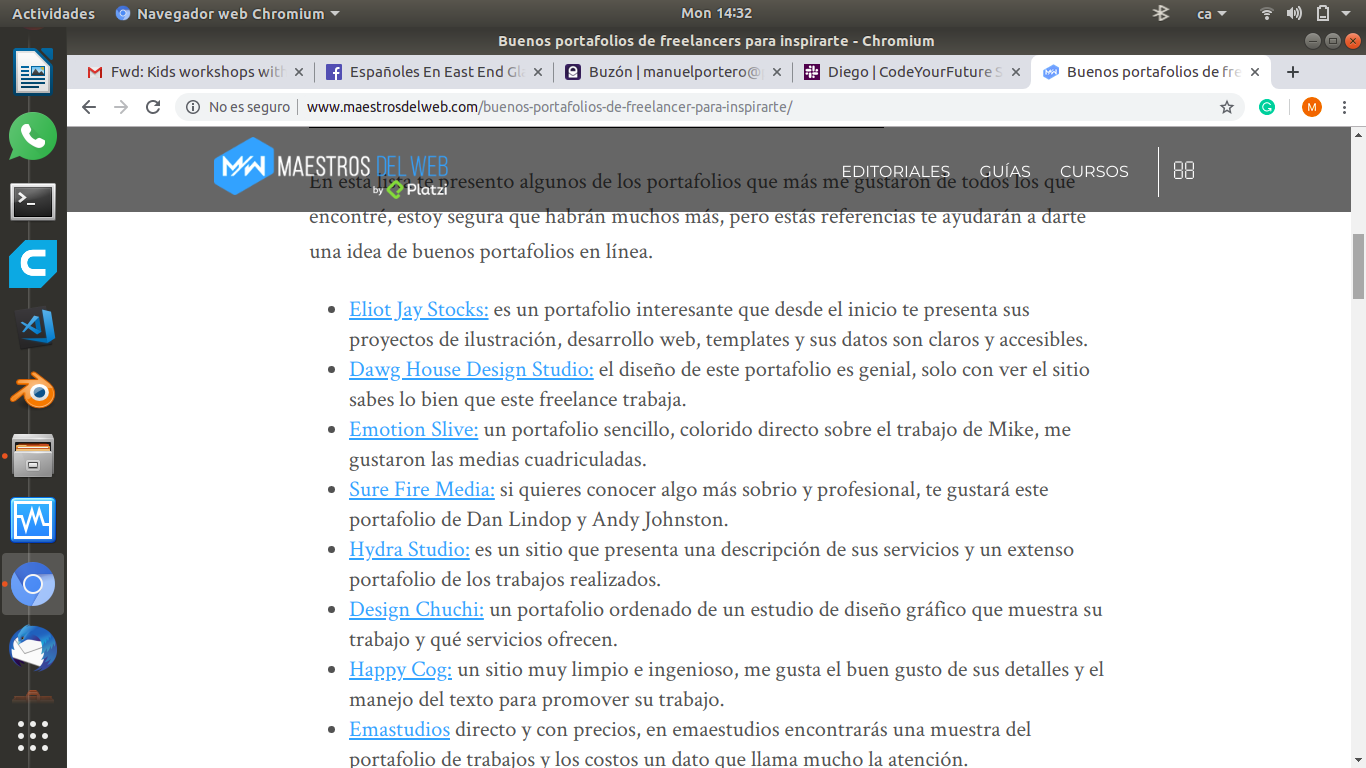 Actividades
Navegador web Chromium
Mon 14:32
ca
Buenos portafolios de freelancers para inspirarte - Chromium
Fwd: Kids workshops with
Españoles En East End Gla
Buzón | manuelportero@
Diego | CodeYourFuture S
Buenos portafolios de fre
No es seguro
www.maestrosdelweb.com/buenos-portafolios-de-freelancer-para-inspirarte/
M
MAESTROS DEL WEB
by Platzi
EDITORIALES
GUÍAS
CURSOS
En esta lista te presento algunos de los portafolios que más me gustaron de todos los que
encontré, estoy segura que habrán muchos más, pero estás referencias te ayudarán a darte
una idea de buenos portafolios en línea.
Eliot Jay Stocks: es un portafolio interesante que desde el inicio te presenta sus
proyectos de ilustración, desarrollo web, templates y sus datos son claros y accesibles.
Dawg House Design Studio: el diseño de este portafolio es genial, solo con ver el sitio
sabes lo bien que este freelance trabaja.
Emotion Slive: un portafolio sencillo, colorido directo sobre el trabajo de Mike, me
gustaron las medias cuadriculadas.
Sure Fire Media: si quieres conocer algo más sobrio y profesional, te gustará este
portafolio de Dan Lindop y Andy Johnston.
Hydra Studio: es un sitio que presenta una descripción de sus servicios y un extenso
portafolio de los trabajos realizados.
Design Chuchi: un portafolio ordenado de un estudio de diseño gráfico que muestra su
trabajo y qué servicios ofrecen.
Happy Cog: un sitio muy limpio e ingenioso, me gusta el buen gusto de sus detalles y el
manejo del texto para promover su trabajo.
Emastudios directo y con precios, en emaestudios encontrarás una muestra del
portafolio de trabajos y los costos un dato que llama mucho la atención.